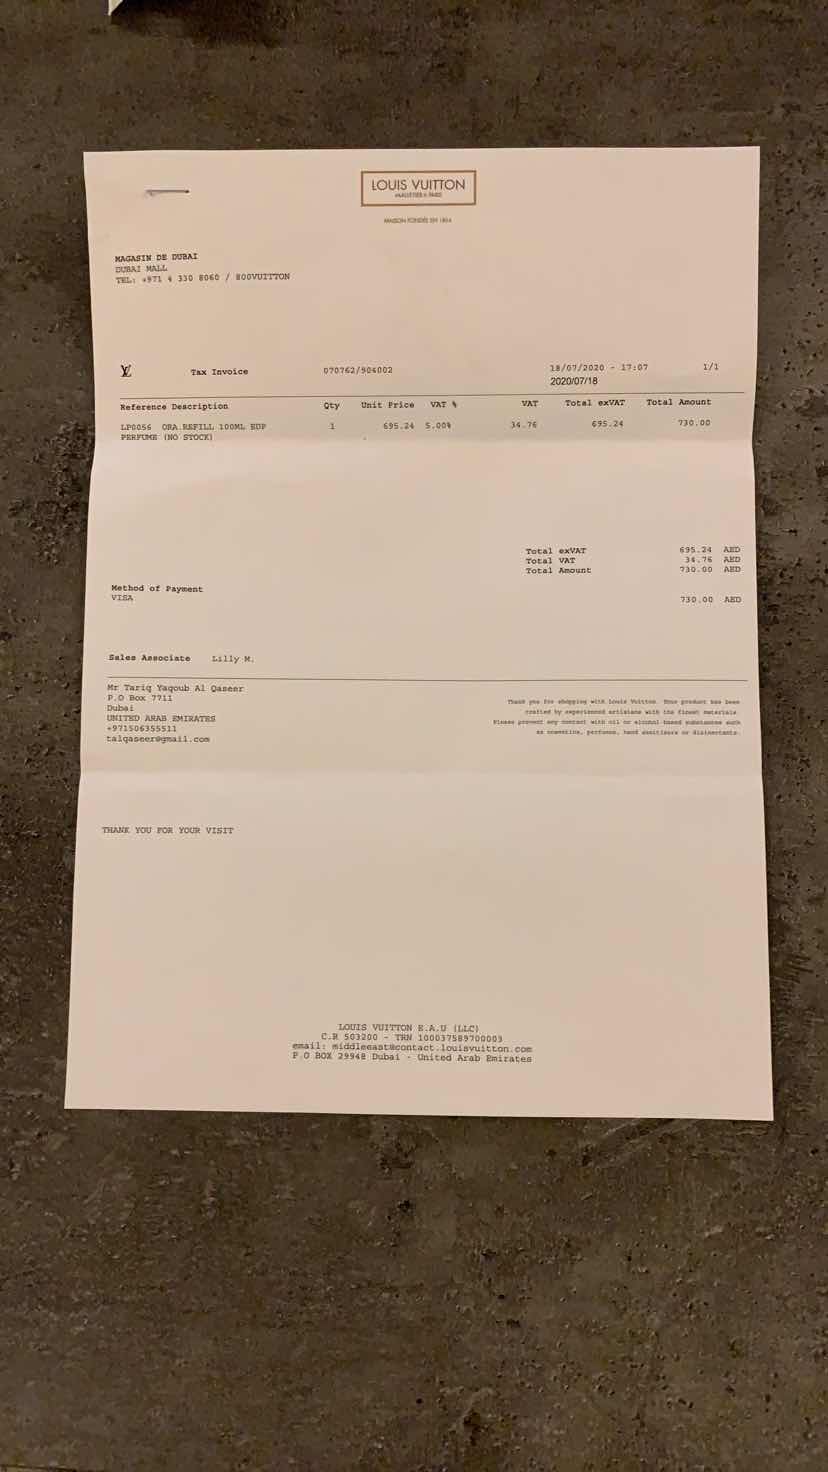 LOUIS VUITTON
MALLETIER À PARIS
MAISON FONDÉE EN 1854
MAGASIN DE DUBAI
DUBAI MALL
TEL: +971 4 330 8060 / 800VUITTON
LV Tax Invoice 070762/904002 18/07/2020 - 17:07 1/1
2020/07/18
Reference Description Qty Unit Price VAT % VAT Total exVAT Total Amount
LP0056 ORA.REFILL 100ML EDP 1 695.24 5.00% 34.76 695.24 730.00
PERFUME (NO STOCK)
Total exVAT 695.24 AED
Total VAT 34.76 AED
Total Amount 730.00 AED
Method of Payment
VISA 730.00 AED
Sales Associate Lilly M.
Mr Tariq Yaqoub Al Qaseer
P.O Box 7711
Dubai
UNITED ARAB EMIRATES
+971506355511
talqaseer@gmail.com
Thank you for shopping with Louis Vuitton. Your product has been
crafted by experienced artisans with the finest materials.
Please prevent any contact with oil or alcohol-based substances such
as cosmetics, perfumes, hand sanitizers or disinfectants.
THANK YOU FOR YOUR VISIT
LOUIS VUITTON E.A.U (LLC)
C.R 503200 - TRN 100037589700003
email: middleeast@contact.louisvuitton.com
P.O BOX 29948 Dubai - United Arab Emirates